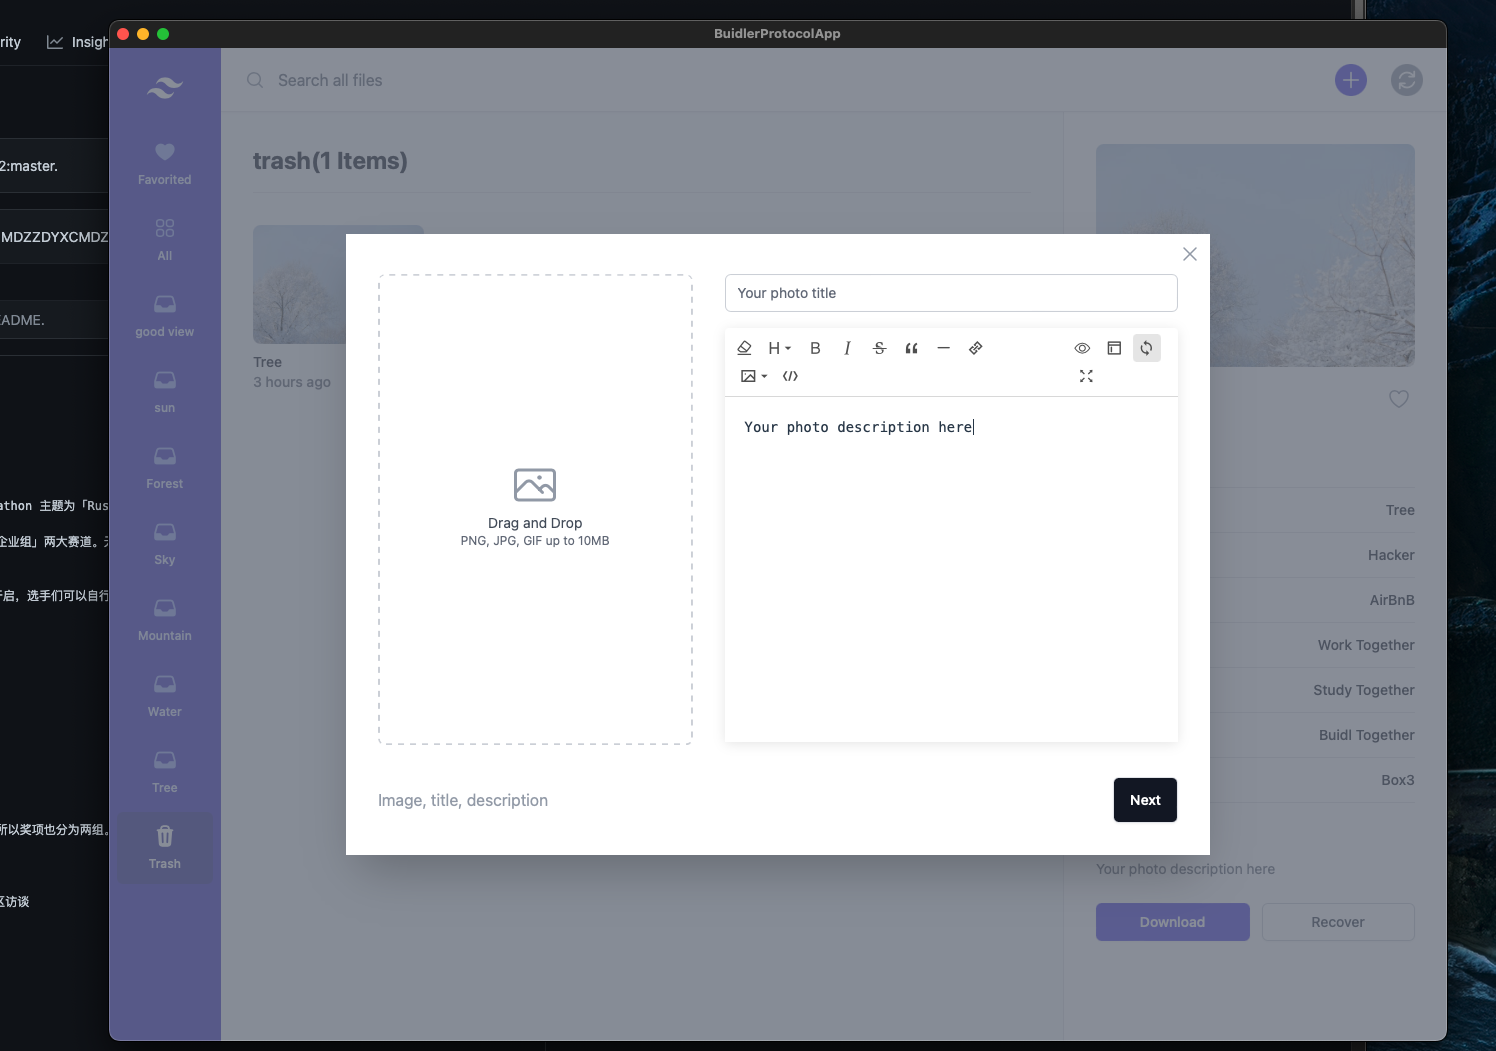 BuidlerProtocolApp
rity
Insigh
2:master.
MDZZDYXCMDZ
EADME.
athon 主题为「Rus
企业组」两大赛道。
开启，选手们可以自行
所以奖项也分为两组。
区访谈
Favorited
All
good view
sun
Forest
Sky
Mountain
Water
Tree
Trash
Search all files
trash(1 Items)
Tree
3 hours ago
Drag and Drop
PNG, JPG, GIF up to 10MB
Your photo title
H
B
I
S
Your photo description here
Image, title, description
Next
Tree
Hacker
AirBnB
Work Together
Study Together
Buidl Together
Box3
Your photo description here
Download
Recover